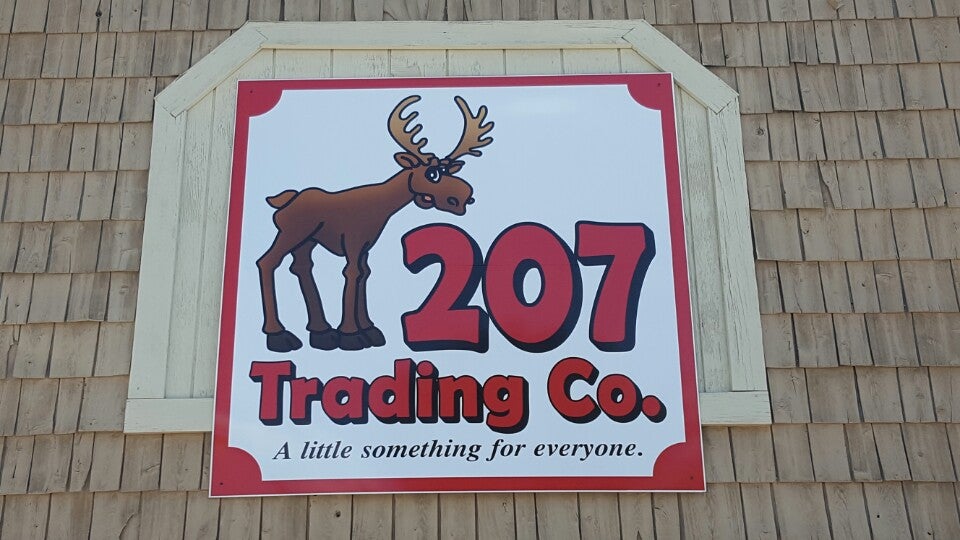 207
Trading Co.
A little something for everyone.